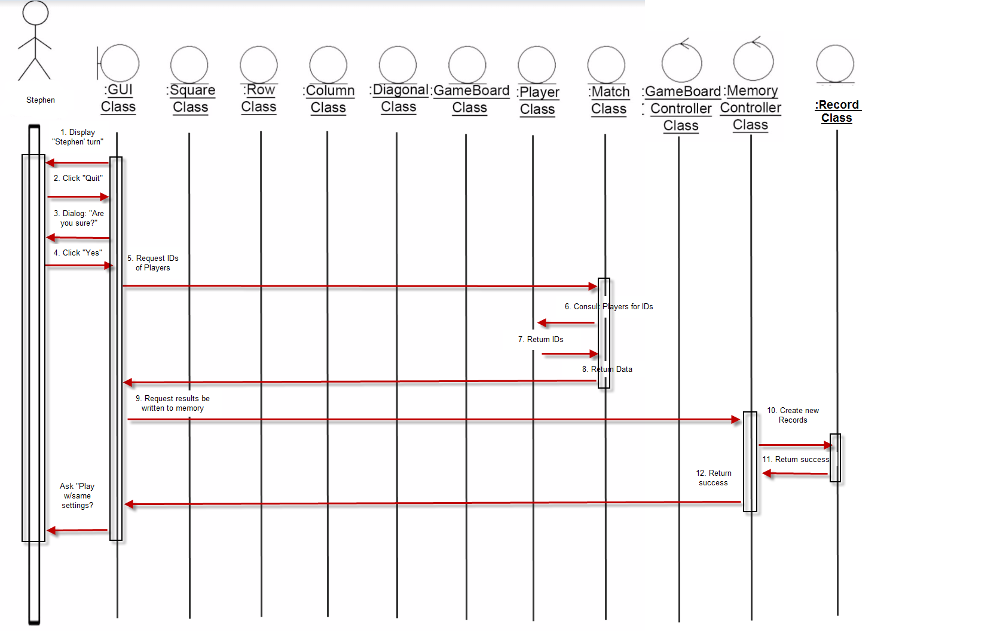 Stephen
:GUI
Class
:Square
Class
:Row
Class
:Column
Class
:Diagonal
Class
:GameBoard
Class
:Player
Class
:Match
Class
:GameBoard
Controller
Class
:Memory
Controller
Class
:Record
Class
1. Display
"Stephen' turn"
2. Click "Quit"
3. Dialog: "Are
you sure?"
4. Click "Yes"
5. Request IDs
of Players
6. Consult Players for IDs
7. Return IDs
8. Return Data
9. Request results be
written to memory
10. Create new
Records
11. Return success
12. Return
success
Ask "Play
w/same
settings?